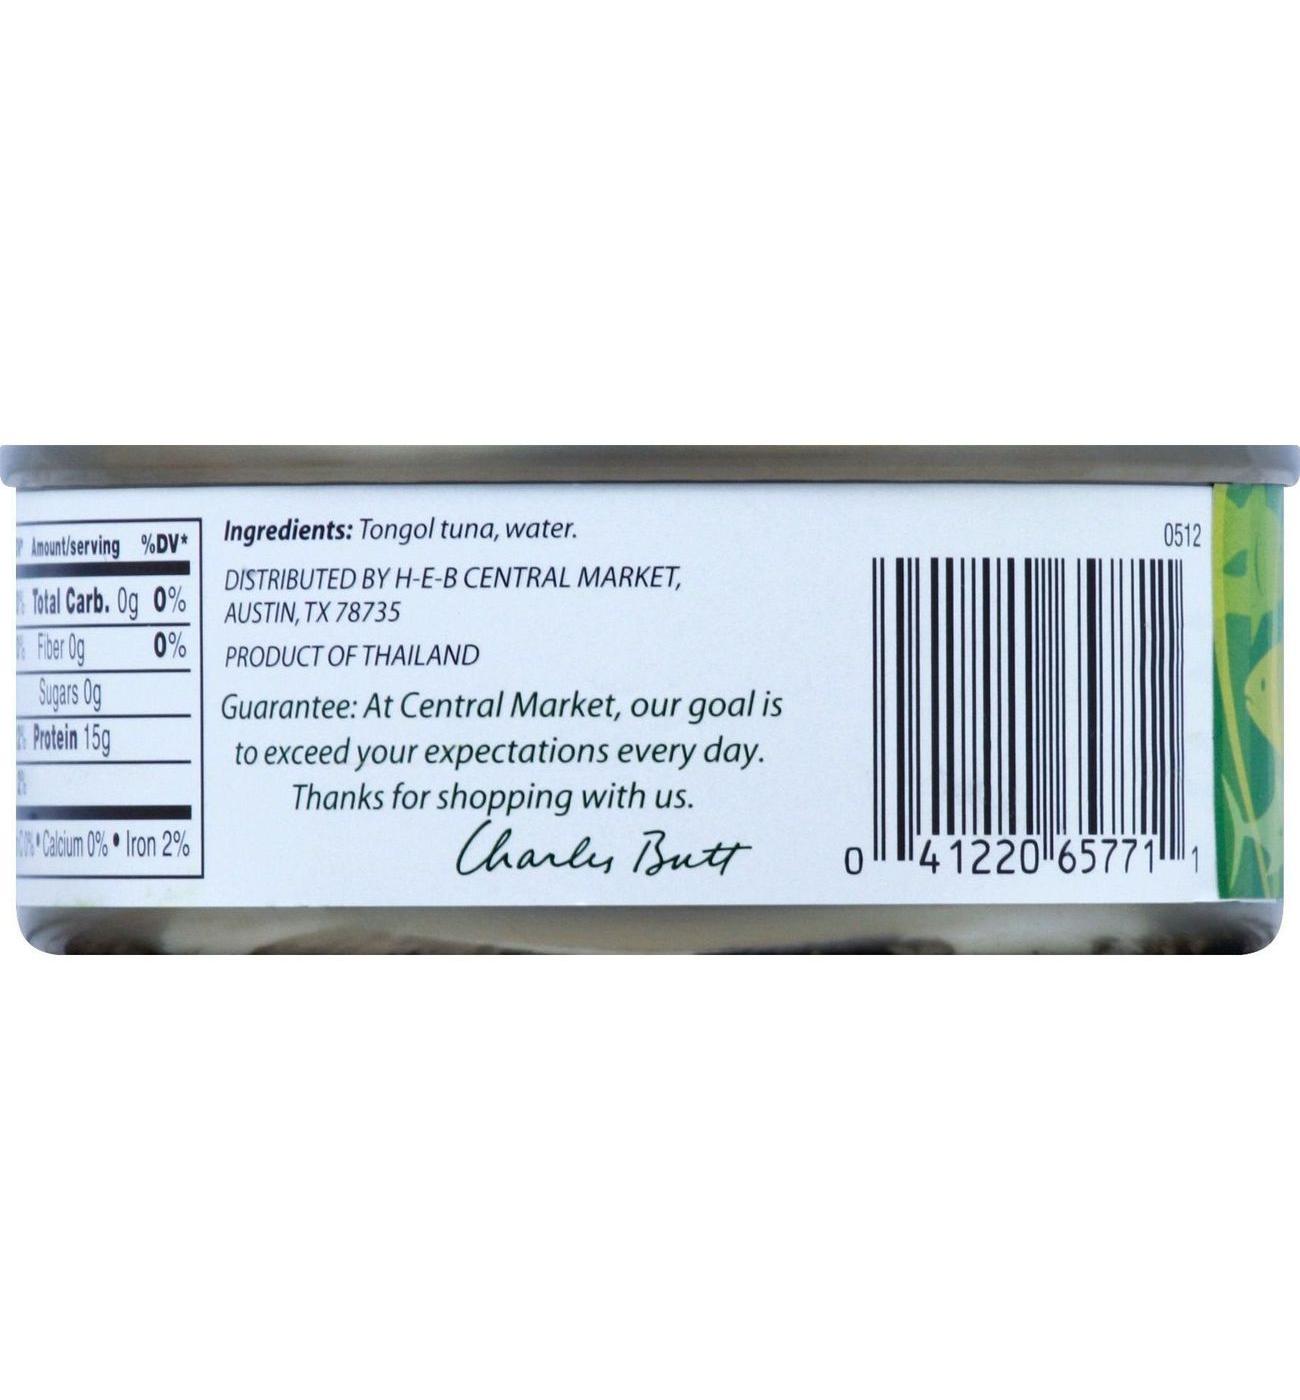 Amount/serving %DV*
Total Carb. 0g 0%
Fiber 0g 0%
Sugars 0g
Protein 15g
Calcium 0% • Iron 2%
Ingredients: Tongol tuna, water.
DISTRIBUTED BY H-E-B CENTRAL MARKET,
AUSTIN, TX 78735
PRODUCT OF THAILAND
Guarantee: At Central Market, our goal is
to exceed your expectations every day.
Thanks for shopping with us.
Charles Butt
0512
0 41220 65771 1